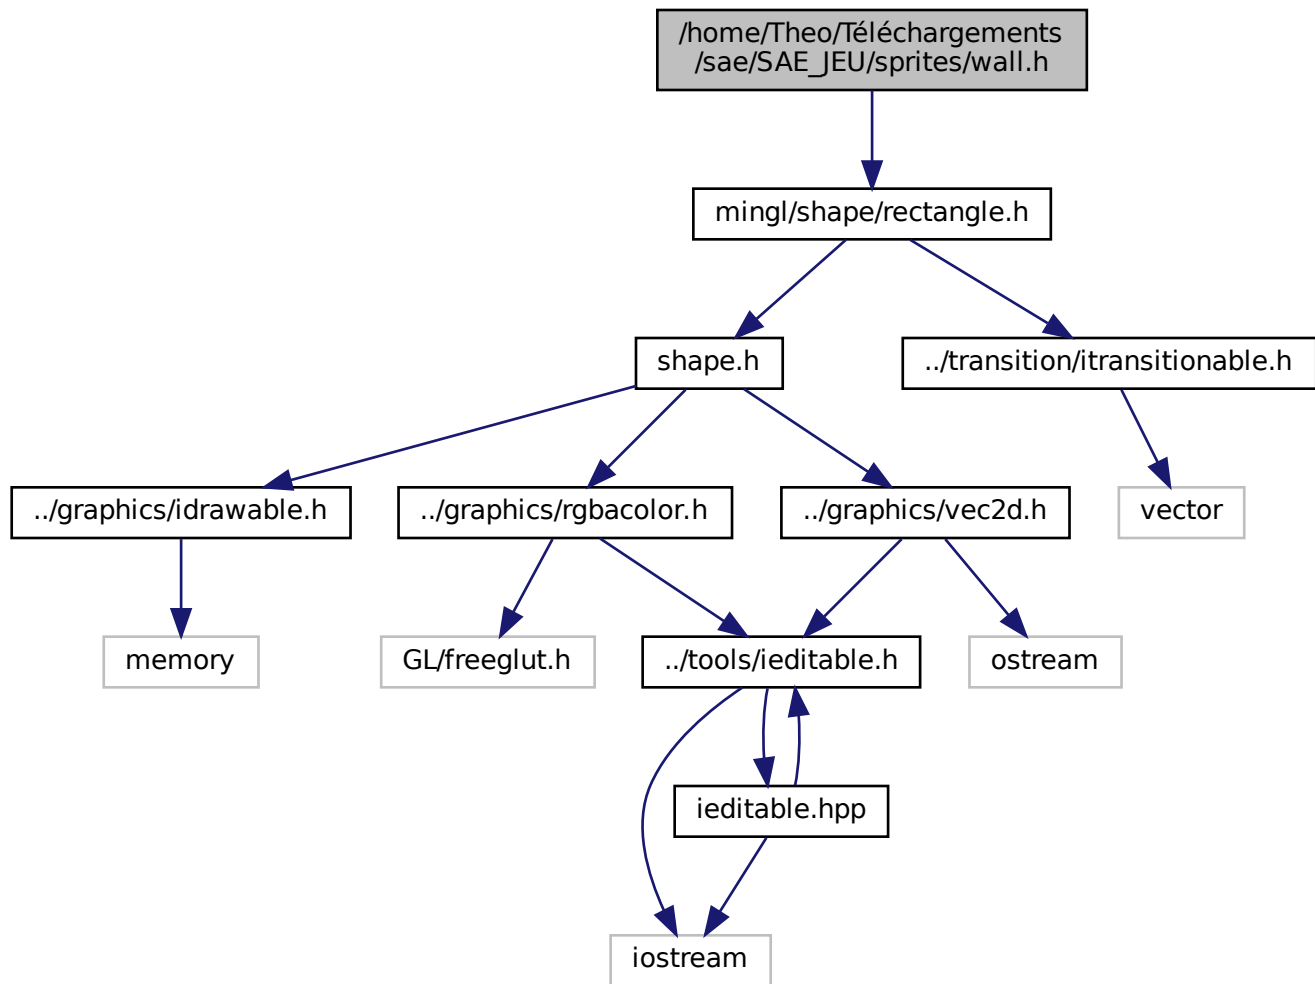 /home/Theo/Téléchargements
/sae/SAE_JEU/sprites/wall.h
mingl/shape/rectangle.h
shape.h
../transition/itransitionable.h
../graphics/idrawable.h
../graphics/rgbacolor.h
../graphics/vec2d.h
vector
memory
GL/freeglut.h
../tools/ieditable.h
ostream
ieditable.hpp
iostream